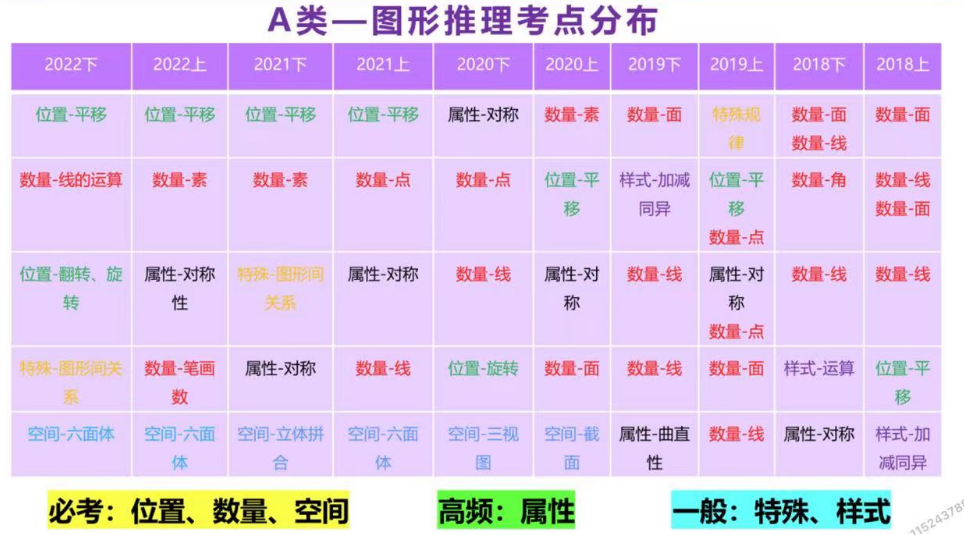 A类—图形推理考点分布
2022下 2022上 2021下 2021上 2020下 2020上 2019下 2019上 2018下 2018上
位置-平移 位置-平移 位置-平移 位置-平移 属性-对称 数量-素 数量-面 特殊规 数量-面 数量-面
律 数量-线
数量-线的运算 数量-素 数量-素 数量-点 数量-点 位置-平 样式-加减 位置-平 数量-角 数量-线
移 同异 移 数量-面
数量-点
位置-翻转、旋 属性-对称 特殊-图形间 属性-对称 数量-线 属性-对 数量-线 属性-对 数量-线 数量-线
转 性 关系 称 称
数量-点
特殊-图形间关 数量-笔画 属性-对称 数量-线 位置-旋转 数量-面 数量-线 数量-面 样式-运算 位置-平
系 数 移
空间-六面体 空间-六面 空间-立体拼 空间-六面 空间-三视 空间-截 属性-曲直 数量-线 属性-对称 样式-加
体 合 体 图 面 性 减同异
必考：位置、数量、空间 高频：属性 一般：特殊、样式